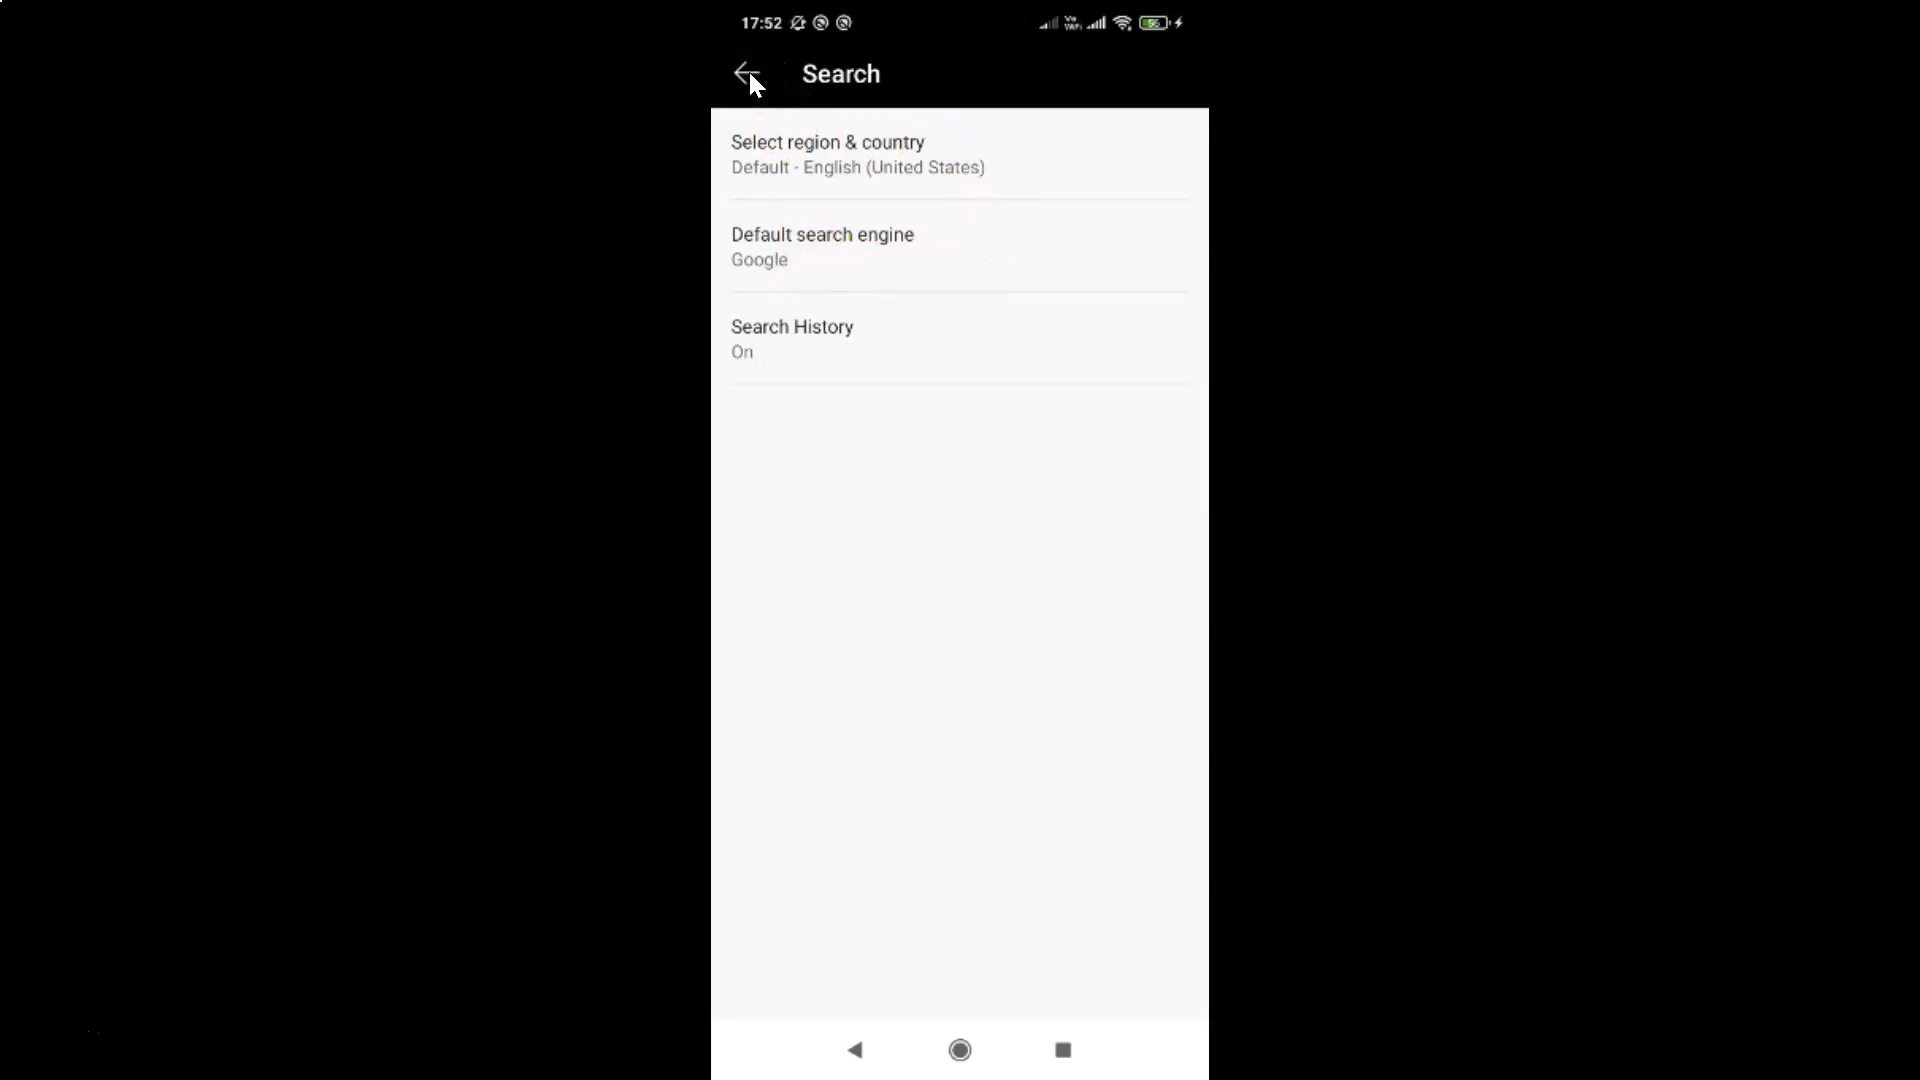 17:52
Search
Select region & country
Default - English (United States)
Default search engine
Google
Search History
On